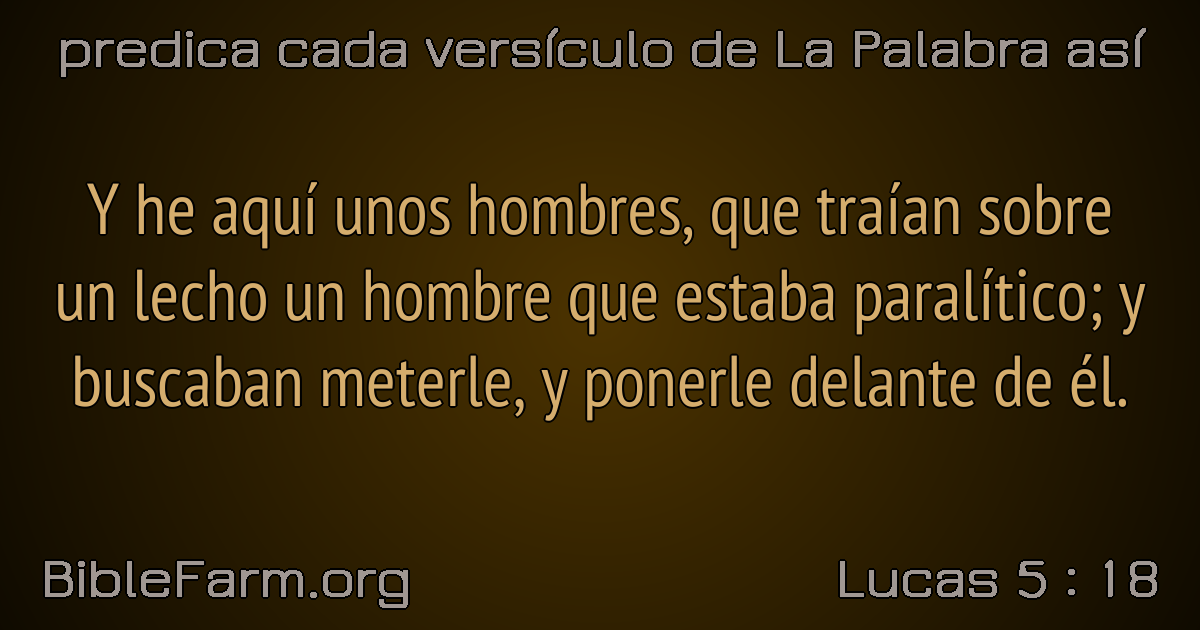 predica cada versículo de La Palabra así
Y he aquí unos hombres, que traían sobre
un lecho un hombre que estaba paralítico; y
buscaban meterle, y ponerle delante de él.
BibleFarm.org
Lucas 5 : 18